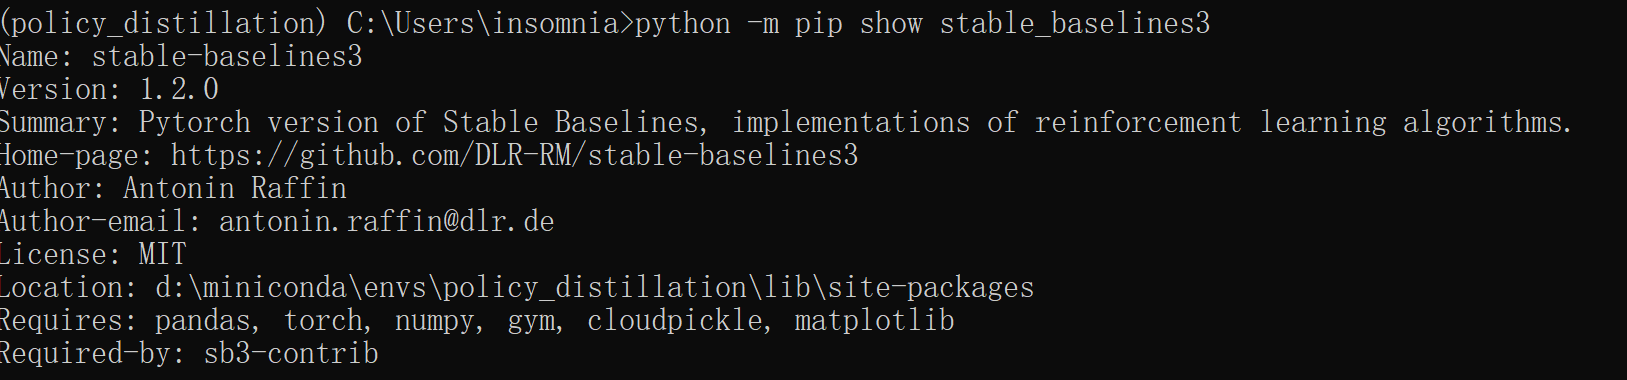 (policy_distillation) C:\Users\insomnia>python -m pip show stable_baselines3
Name: stable-baselines3
Version: 1.2.0
Summary: Pytorch version of Stable Baselines, implementations of reinforcement learning algorithms.
Home-page: https://github.com/DLR-RM/stable-baselines3
Author: Antonin Raffin
Author-email: antonin.raffin@dlr.de
License: MIT
Location: d:\miniconda\envs\policy_distillation\lib\site-packages
Requires: pandas, torch, numpy, gym, cloudpickle, matplotlib
Required-by: sb3-contrib